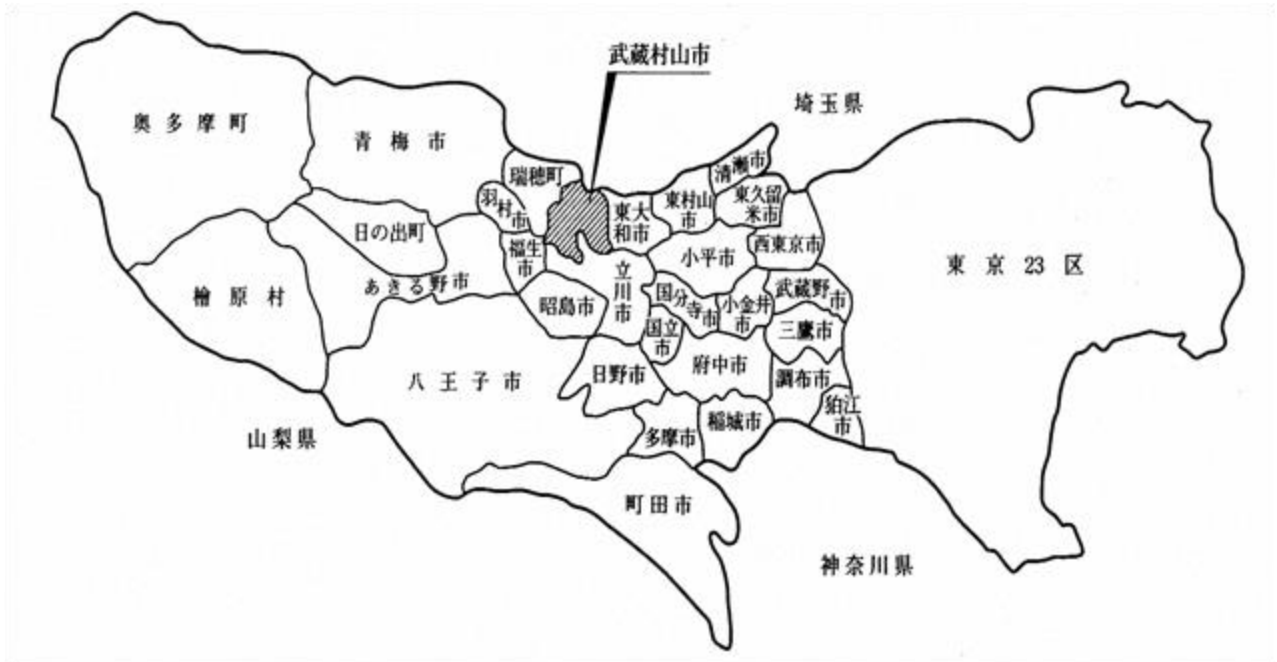 武蔵村山市
埼玉県
奥多摩町
青梅市
清瀬市
瑞穂町
羽村市
東大
和市
東村山
市
東久留
米市
日の出町
福生
市
小平市
西東京市
東京23区
檜原村
あきる野市
昭島市
立川市
国分寺市
小金井
市
武蔵野市
国立
市
三鷹市
八王子市
日野市
府中市
調布市
狛江
市
山梨県
多摩市
稲城市
町田市
神奈川県